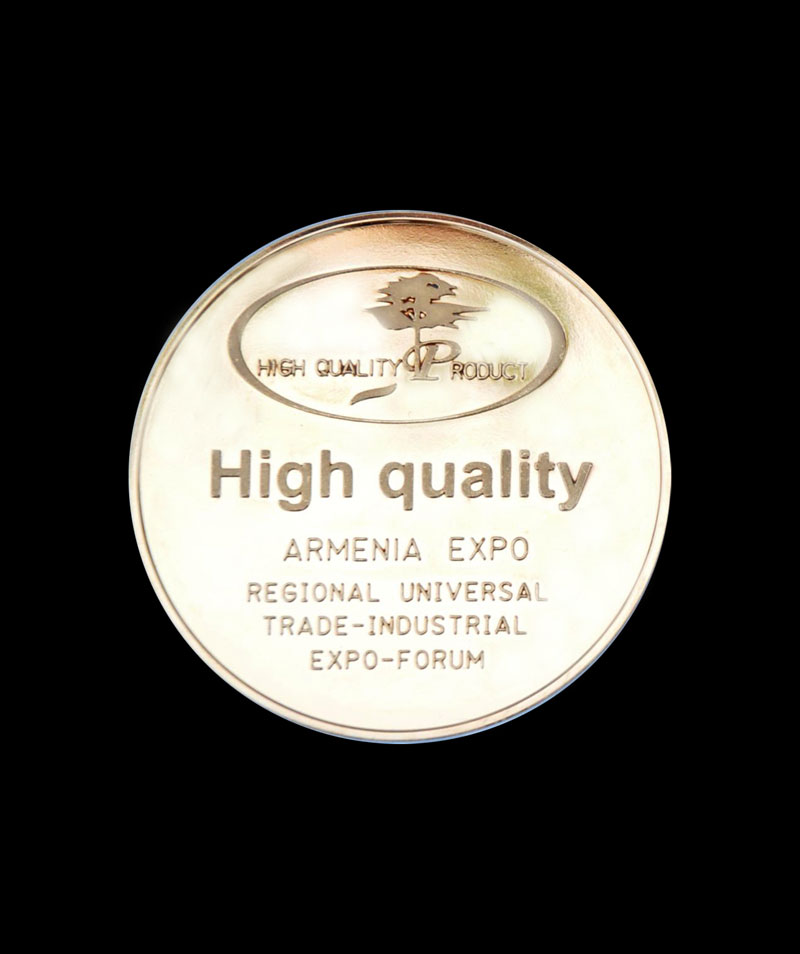 HIGH QUALITY PRODUCT
High quality
ARMENIA EXPO
REGIONAL UNIVERSAL
TRADE-INDUSTRIAL
EXPO-FORUM